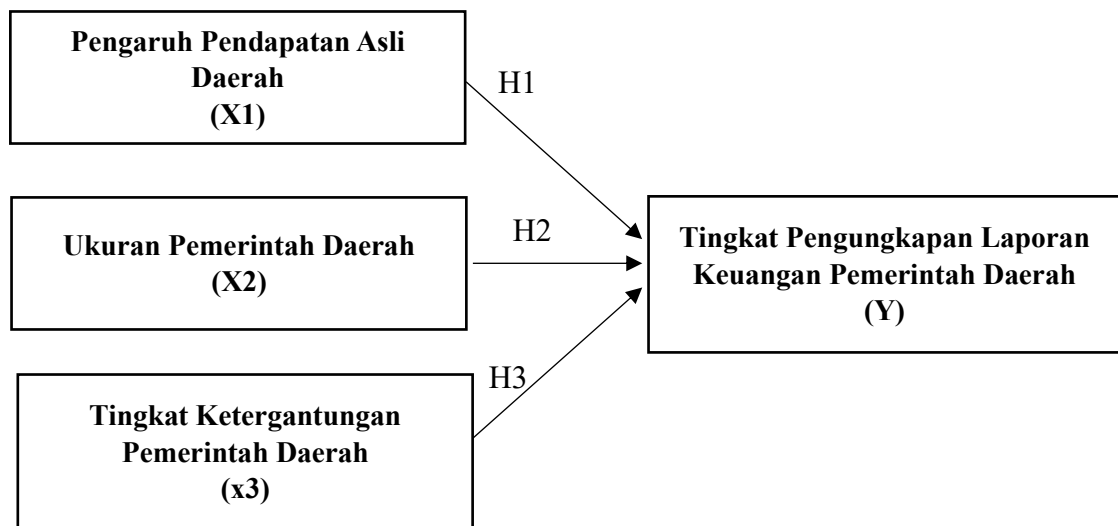 Pengaruh Pendapatan Asli
Daerah
(X1)
H1
Ukuran Pemerintah Daerah
(X2)
H2
Tingkat Pengungkapan Laporan
Keuangan Pemerintah Daerah
(Y)
H3
Tingkat Ketergantungan
Pemerintah Daerah
(x3)